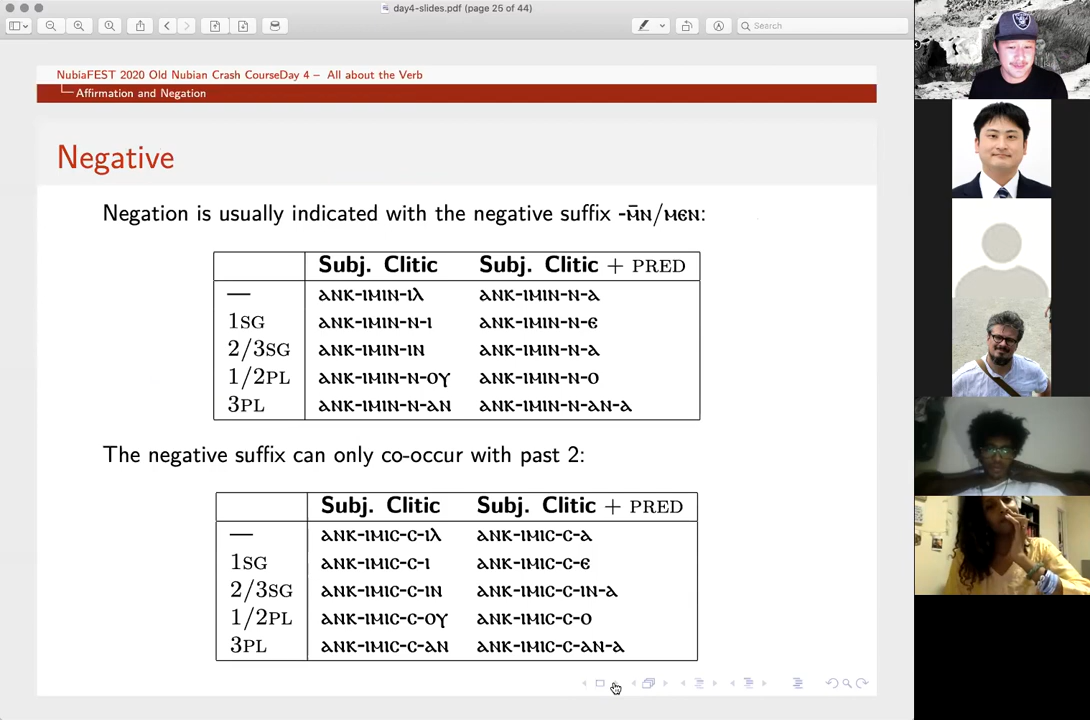 day4-slides.pdf (page 25 of 44)
Search
NubiaFEST 2020 Old Nubian Crash CourseDay 4 – All about the Verb
Affirmation and Negation
Negative
Negation is usually indicated with the negative suffix -ⲙ̄ⲛ/ⲙⲉⲛ:
Subj. Clitic Subj. Clitic + PRED
— ⲁⲛⲕ-ⲓⲙⲓⲛ-ⲓⲗ ⲁⲛⲕ-ⲓⲙⲓⲛ-ⲛ-ⲁ
1SG ⲁⲛⲕ-ⲓⲙⲓⲛ-ⲛ-ⲓ ⲁⲛⲕ-ⲓⲙⲓⲛ-ⲛ-ⲉ
2/3SG ⲁⲛⲕ-ⲓⲙⲓⲛ-ⲓⲛ ⲁⲛⲕ-ⲓⲙⲓⲛ-ⲛ-ⲁ
1/2PL ⲁⲛⲕ-ⲓⲙⲓⲛ-ⲛ-ⲟⲩ ⲁⲛⲕ-ⲓⲙⲓⲛ-ⲛ-ⲟ
3PL ⲁⲛⲕ-ⲓⲙⲓⲛ-ⲛ-ⲁⲛ ⲁⲛⲕ-ⲓⲙⲓⲛ-ⲛ-ⲁⲛ-ⲁ
The negative suffix can only co-occur with past 2:
Subj. Clitic Subj. Clitic + PRED
— ⲁⲛⲕ-ⲓⲙⲓⲥ-ⲥ-ⲓⲗ ⲁⲛⲕ-ⲓⲙⲓⲥ-ⲥ-ⲁ
1SG ⲁⲛⲕ-ⲓⲙⲓⲥ-ⲥ-ⲓ ⲁⲛⲕ-ⲓⲙⲓⲥ-ⲥ-ⲉ
2/3SG ⲁⲛⲕ-ⲓⲙⲓⲥ-ⲥ-ⲓⲛ ⲁⲛⲕ-ⲓⲙⲓⲥ-ⲥ-ⲓⲛ-ⲁ
1/2PL ⲁⲛⲕ-ⲓⲙⲓⲥ-ⲥ-ⲟⲩ ⲁⲛⲕ-ⲓⲙⲓⲥ-ⲥ-ⲟ
3PL ⲁⲛⲕ-ⲓⲙⲓⲥ-ⲥ-ⲁⲛ ⲁⲛⲕ-ⲓⲙⲓⲥ-ⲥ-ⲁⲛ-ⲁ